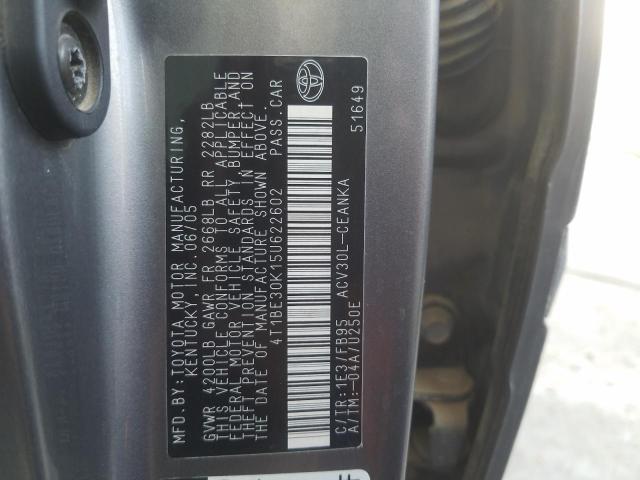 MFD.BY:TOYOTA MOTOR MANUFACTURING,
KENTUCKY, INC. 06/05
GVWR 4200LB GAWR FR 2668LB RR 2282LB
THIS VEHICLE CONFORMS TO ALL APPLICABLE
FEDERAL MOTOR VEHICLE SAFETY, BUMPER,AND
THEFT PREVENTION STANDARDS IN EFFECT ON
THE DATE OF MANUFACTURE SHOWN ABOVE.
4T1BE30K15U622602 PASS.CAR
C/TR:1E3/FB95 ACV30L-CEANKA
A/TM:-04A/U250E 51649